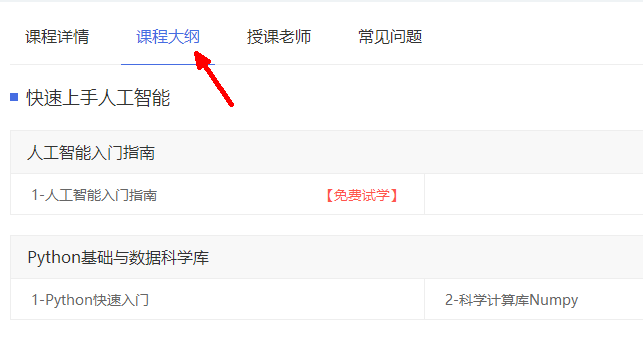 课程详情 课程大纲 授课老师 常见问题
快速上手人工智能
人工智能入门指南
1-人工智能入门指南 【免费试学】
Python基础与数据科学库
1-Python快速入门 2-科学计算库Numpy